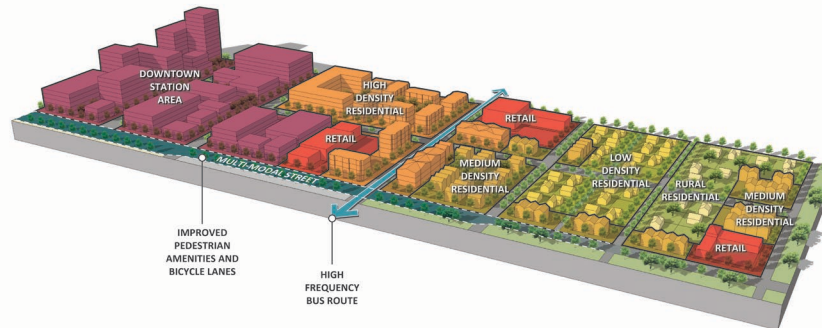 DOWNTOWN
STATION
AREA
HIGH
DENSITY
RESIDENTIAL
RETAIL
RETAIL
MULTI-MODAL STREET
MEDIUM
DENSITY
RESIDENTIAL
LOW
DENSITY
RESIDENTIAL
RURAL
RESIDENTIAL
MEDIUM
DENSITY
RESIDENTIAL
RETAIL
IMPROVED
PEDESTRIAN
AMENITIES AND
BICYCLE LANES
HIGH
FREQUENCY
BUS ROUTE